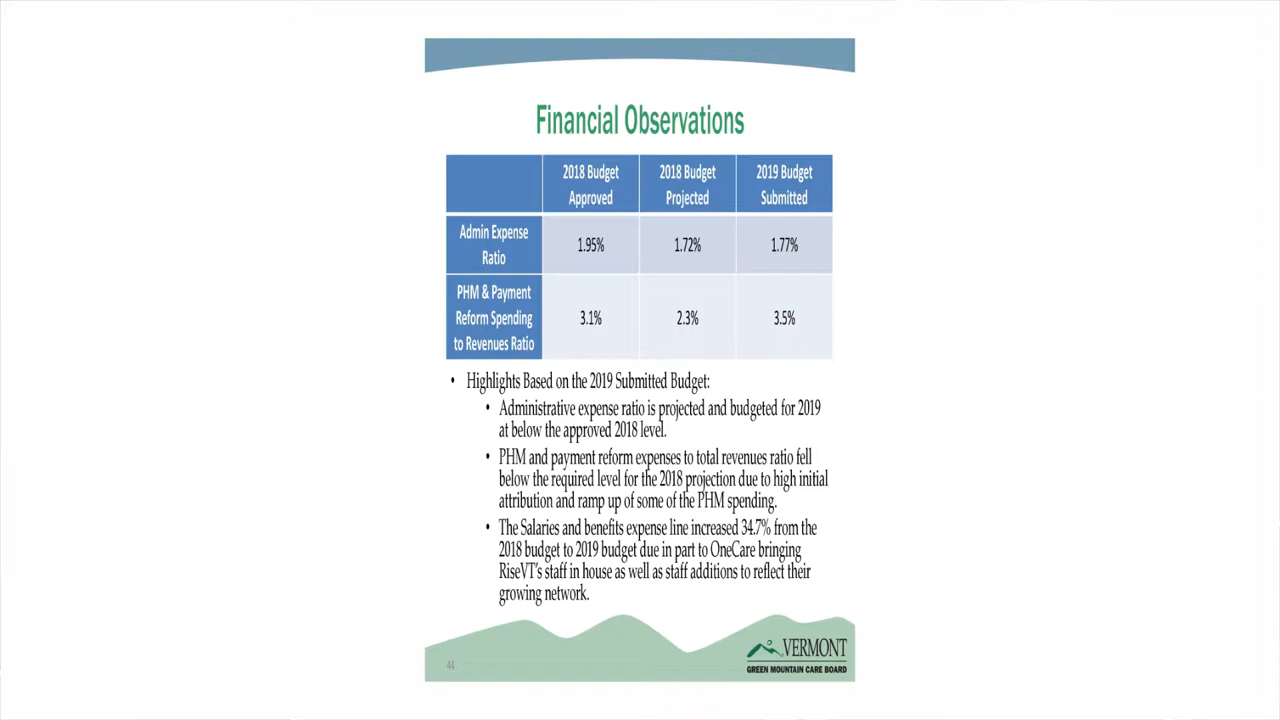 Financial Observations
2018 Budget Approved
2018 Budget Projected
2019 Budget Submitted
Admin Expense Ratio
1.95%
1.72%
1.77%
PHM & Payment Reform Spending to Revenues Ratio
3.1%
2.3%
3.5%
• Highlights Based on the 2019 Submitted Budget:
• Administrative expense ratio is projected and budgeted for 2019
at below the approved 2018 level.
• PHM and payment reform expenses to total revenues ratio fell
below the required level for the 2018 projection due to high initial
attribution and ramp up of some of the PHM spending.
• The Salaries and benefits expense line increased 34.7% from the
2018 budget to 2019 budget due in part to OneCare bringing
RiseVT's staff in house as well as staff additions to reflect their
growing network.
44
VERMONT
GREEN MOUNTAIN CARE BOARD